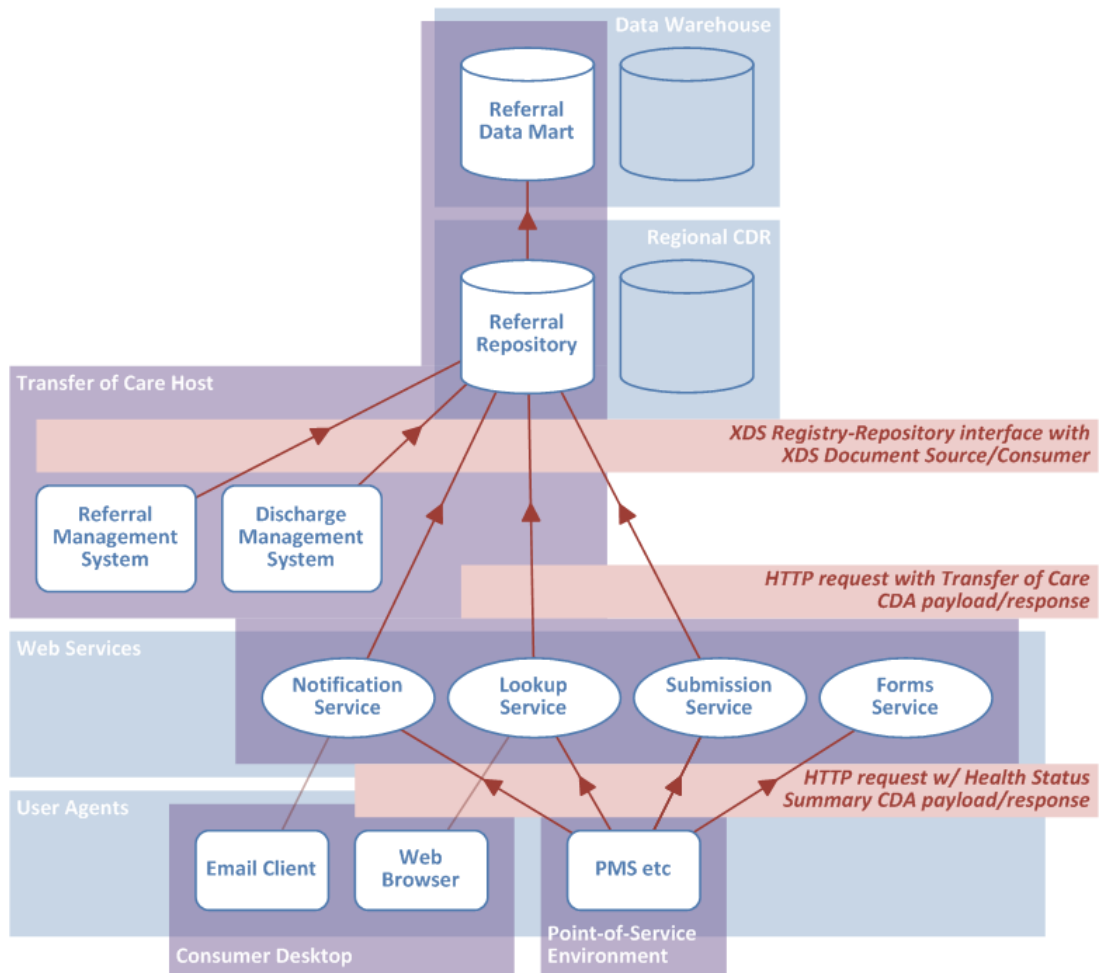 Data Warehouse
Referral
Data Mart
Regional CDR
Referral
Repository
Transfer of Care Host
XDS Registry-Repository interface with
XDS Document Source/Consumer
Referral
Management
System
Discharge
Management
System
HTTP request with Transfer of Care
CDA payload/response
Web Services
Notification
Service
Lookup
Service
Submission
Service
Forms
Service
HTTP request w/ Health Status
Summary CDA payload/response
User Agents
Email Client
Web
Browser
PMS etc
Consumer Desktop
Point-of-Service
Environment